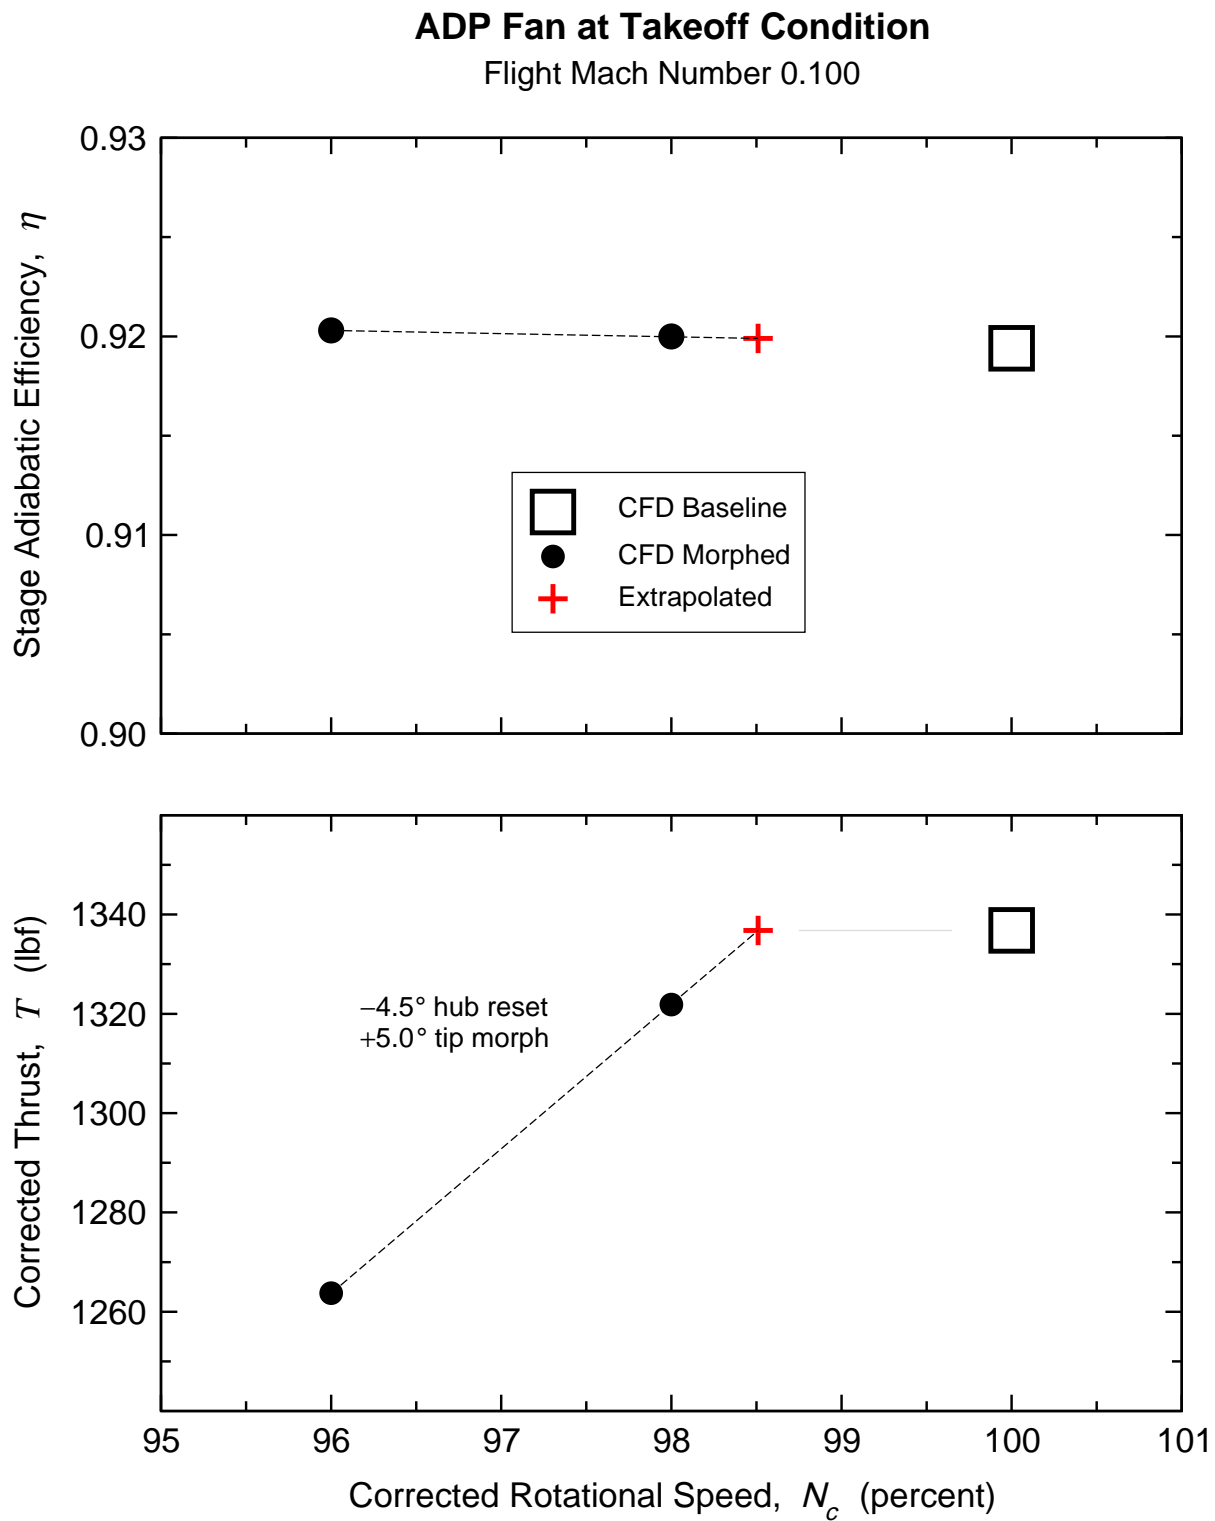 ADP Fan at Takeoff Condition
Flight Mach Number 0.100
Stage Adiabatic Efficiency, η
0.93
0.92
0.91
0.90
CFD Baseline
CFD Morphed
Extrapolated
Corrected Thrust, T (lbf)
1340
1320
1300
1280
1260
−4.5° hub reset
+5.0° tip morph
95 96 97 98 99 100 101
Corrected Rotational Speed, Nc (percent)